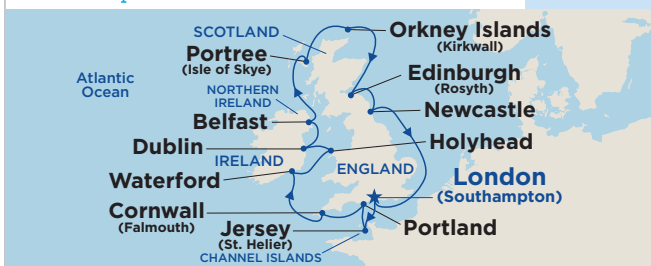 SCOTLAND
Orkney Islands
(Kirkwall)
Portree
(Isle of Skye)
Edinburgh
(Rosyth)
Atlantic
Ocean
NORTHERN
IRELAND
Newcastle
Belfast
Dublin
Holyhead
IRELAND
ENGLAND
London
(Southampton)
Waterford
Cornwall
(Falmouth)
Jersey
(St. Helier)
Portland
CHANNEL ISLANDS